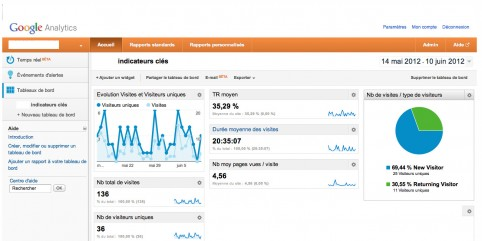 Google Analytics
Paramètres Mon compte Déconnexion
Accueil Rapports standards Rapports personnalisés Admin Aide
Temps réel BÊTA
Événements d'alertes
Tableaux de bord
indicateurs clés
+ Nouveau tableau de bord
Aide
Introduction
Créer, modifier ou supprimer un tableau de bord
Ajouter un rapport à votre tableau de bord
Centre d'aide
Rechercher OK
indicateurs clés
14 mai 2012 - 10 juin 2012
+ Ajouter un widget Partager le tableau de bord E-mail BÊTA Exporter
Supprimer le tableau de bord
Evolution Visites et Visiteurs uniques
Visiteurs uniques Visites
mai 22 mai 29 juin 5
Nb total de visites
136
Nb de visiteurs uniques
36
TR moyen
35,29 %
Durée moyenne des visites
20:35:07
Nb moy pages vues / visite
4,56
Nb de visites / type de visiteurs
69,44 % New Visitor
30,55 % Returning Visitor